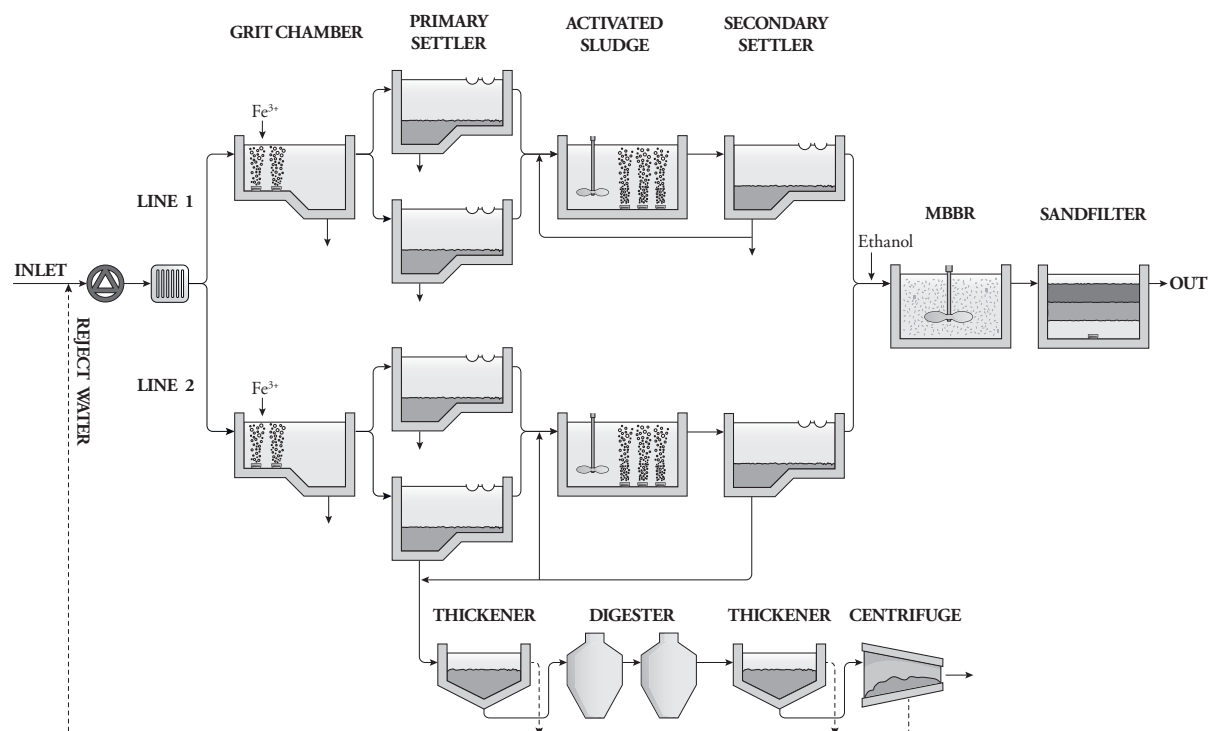 GRIT CHAMBER
PRIMARY
SETTLER
ACTIVATED
SLUDGE
SECONDARY
SETTLER
Fe³⁺
LINE 1
MBBR
SANDFILTER
Ethanol
INLET
OUT
REJECT WATER
LINE 2
Fe³⁺
THICKENER
DIGESTER
THICKENER
CENTRIFUGE